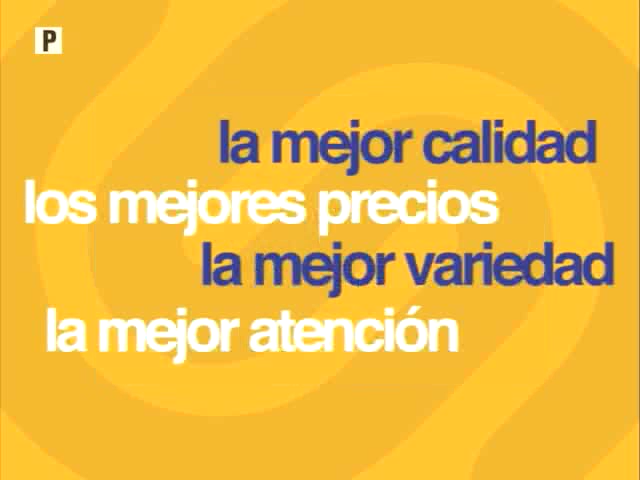 P
la mejor calidad
los mejores precios
la mejor variedad
la mejor atención